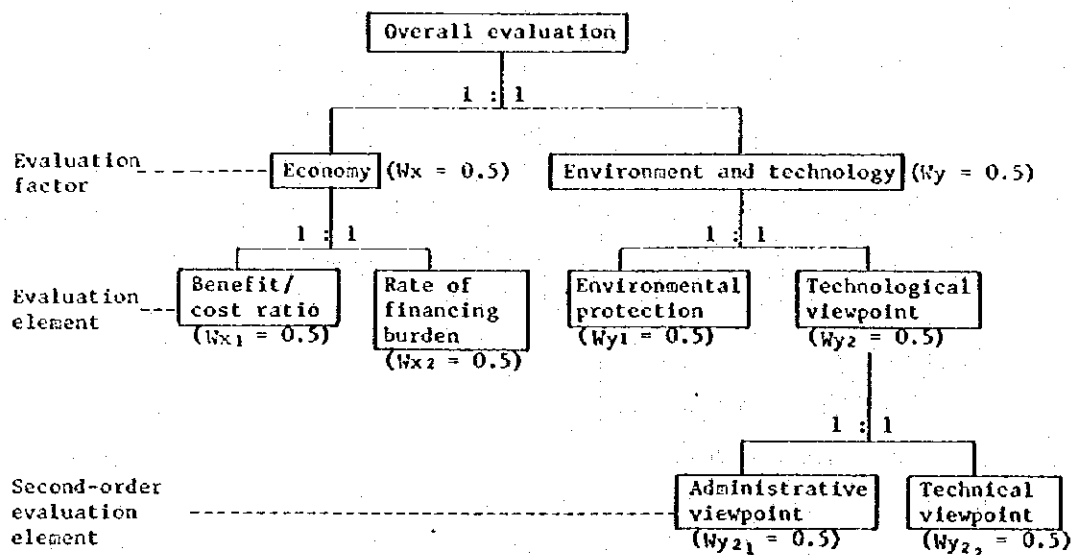 Overall evaluation
1 : 1
Evaluation
factor
Economy (Wx = 0.5)
Environment and technology (Wy = 0.5)
1 : 1
1 : 1
Evaluation
element
Benefit/
cost ratio
(Wx1 = 0.5)
Rate of
financing
burden
(Wx2 = 0.5)
Environmental
protection
(Wy1 = 0.5)
Technological
viewpoint
(Wy2 = 0.5)
1 : 1
Second-order
evaluation
element
Administrative
viewpoint
(Wy21 = 0.5)
Technical
viewpoint
(Wy22 = 0.5)